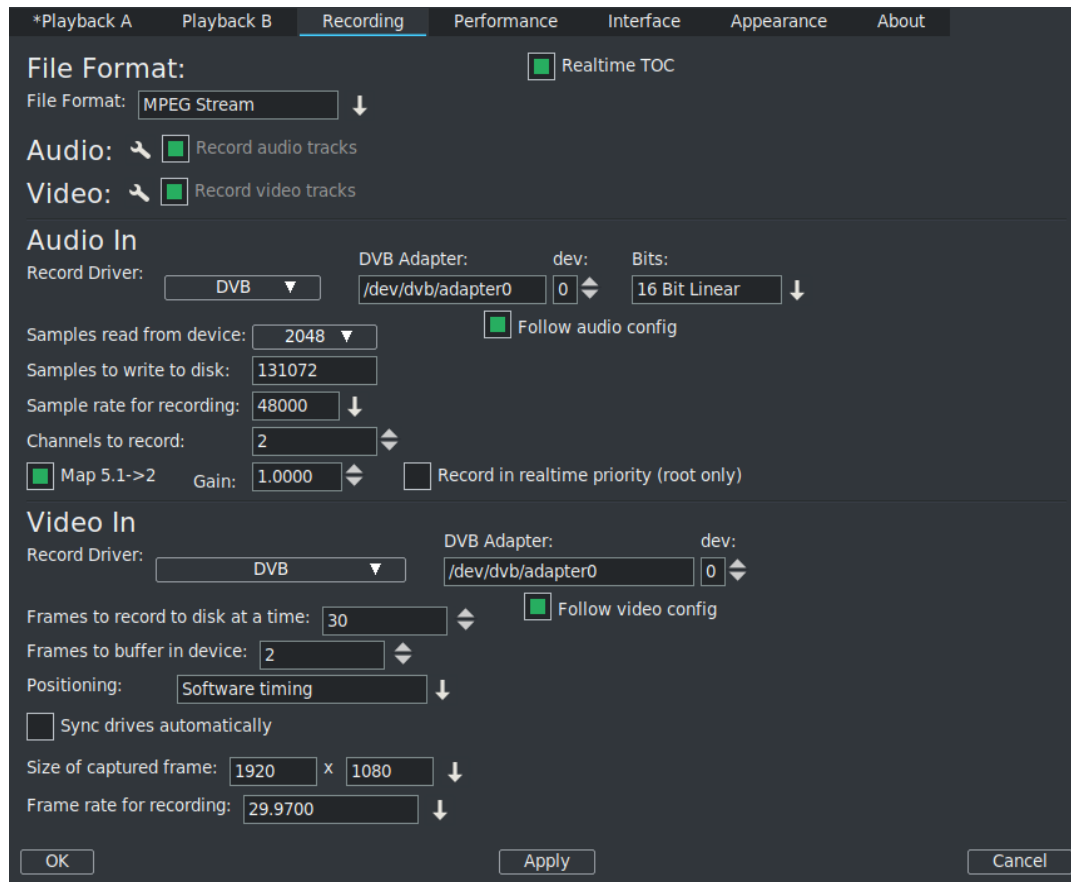 *Playback A Playback B Recording Performance Interface Appearance About
File Format:
Realtime TOC
File Format: MPEG Stream
Audio: Record audio tracks
Video: Record video tracks
Audio In
DVB Adapter: dev: Bits:
Record Driver: DVB /dev/dvb/adapter0 0 16 Bit Linear
Follow audio config
Samples read from device: 2048
Samples to write to disk: 131072
Sample rate for recording: 48000
Channels to record: 2
Map 5.1->2 Gain: 1.0000 Record in realtime priority (root only)
Video In
DVB Adapter: dev:
Record Driver: DVB /dev/dvb/adapter0 0
Follow video config
Frames to record to disk at a time: 30
Frames to buffer in device: 2
Positioning: Software timing
Sync drives automatically
Size of captured frame: 1920 x 1080
Frame rate for recording: 29.9700
OK Apply Cancel